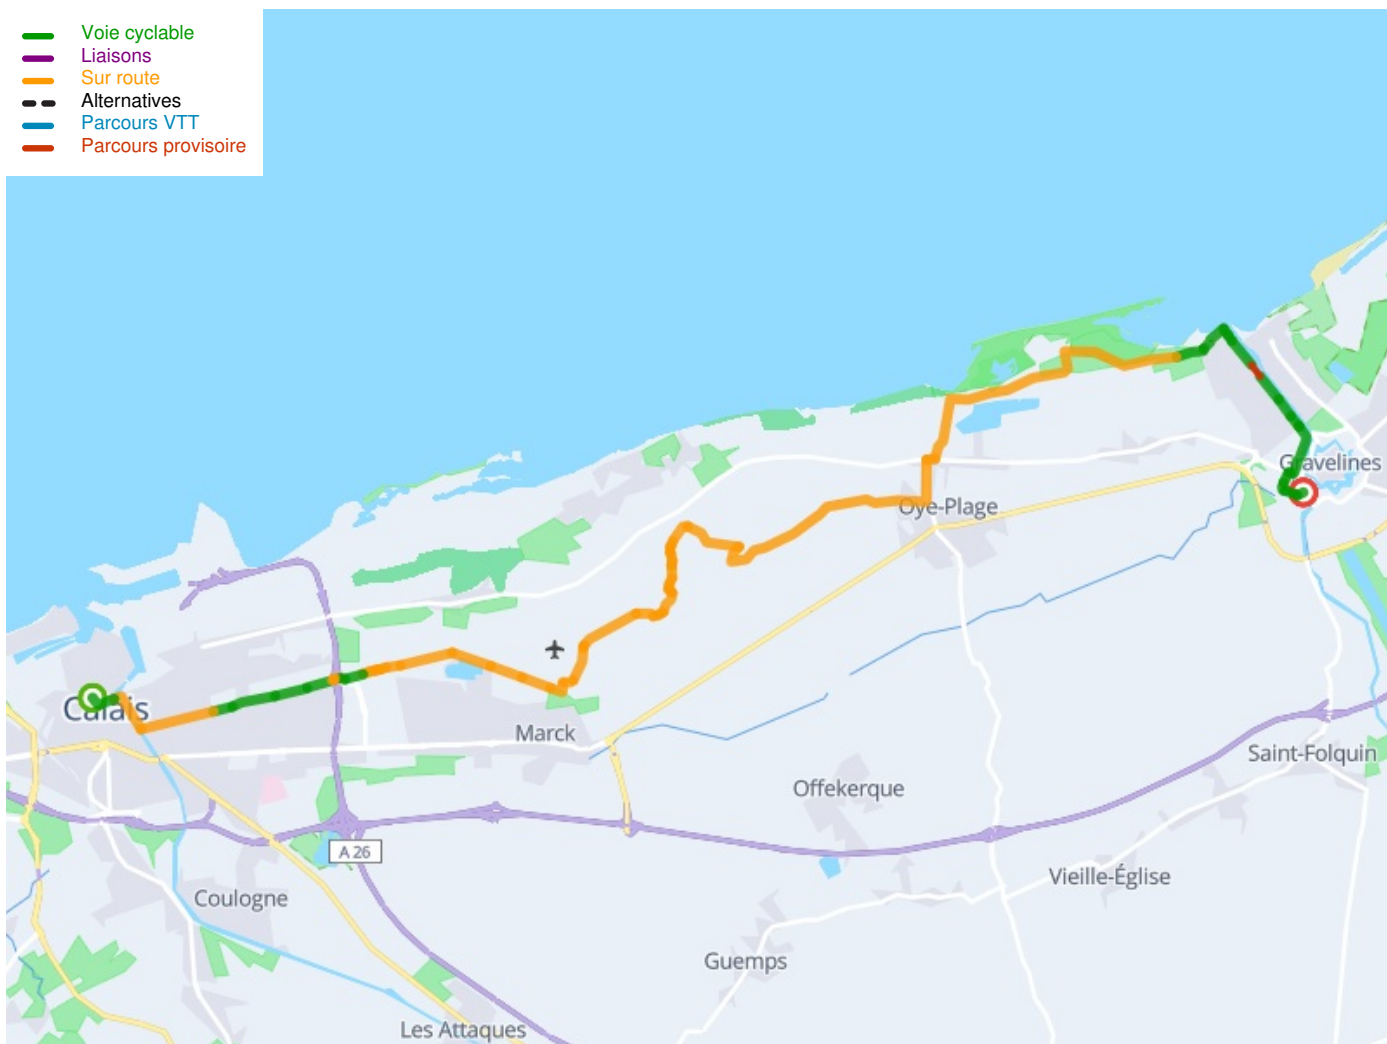 Voie cyclable
Liaisons
Sur route
Alternatives
Parcours VTT
Parcours provisoire
Gravelines
Oye-Plage
Calais
Marck
Saint-Folquin
Offekerque
A 26
Vieille-Église
Coulogne
Guemps
Les Attaques